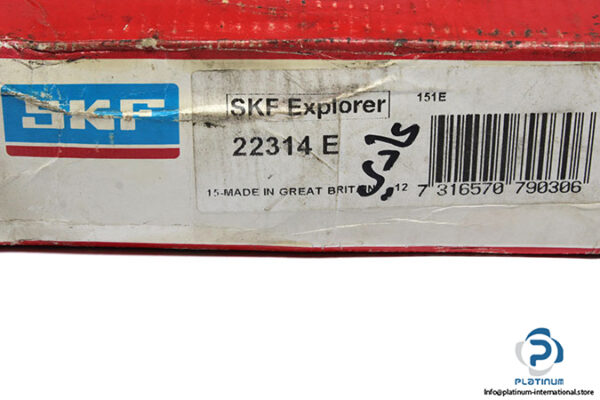 SKF
SKF Explorer
151E
22314 E
15-MADE IN GREAT BRITAIN
12
7 316570 790306
PLATINUM
Info@platinum-international.store